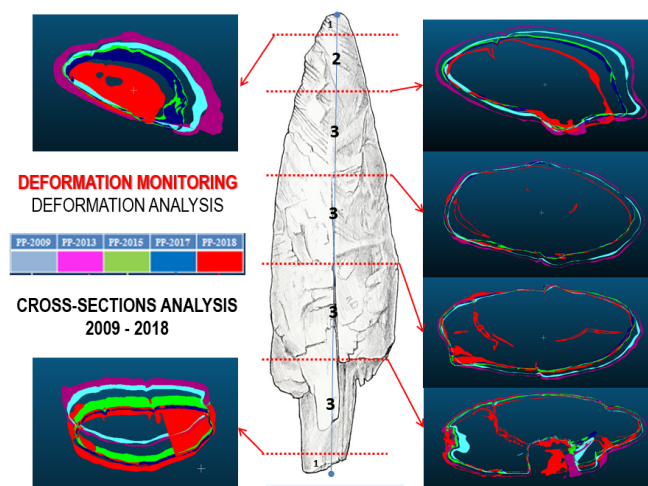 1
2
3
DEFORMATION MONITORING
DEFORMATION ANALYSIS
3
PP-2009 PP-2013 PP-2015 PP-2017 PP-2018
CROSS-SECTIONS ANALYSIS
2009 - 2018
3
3
1